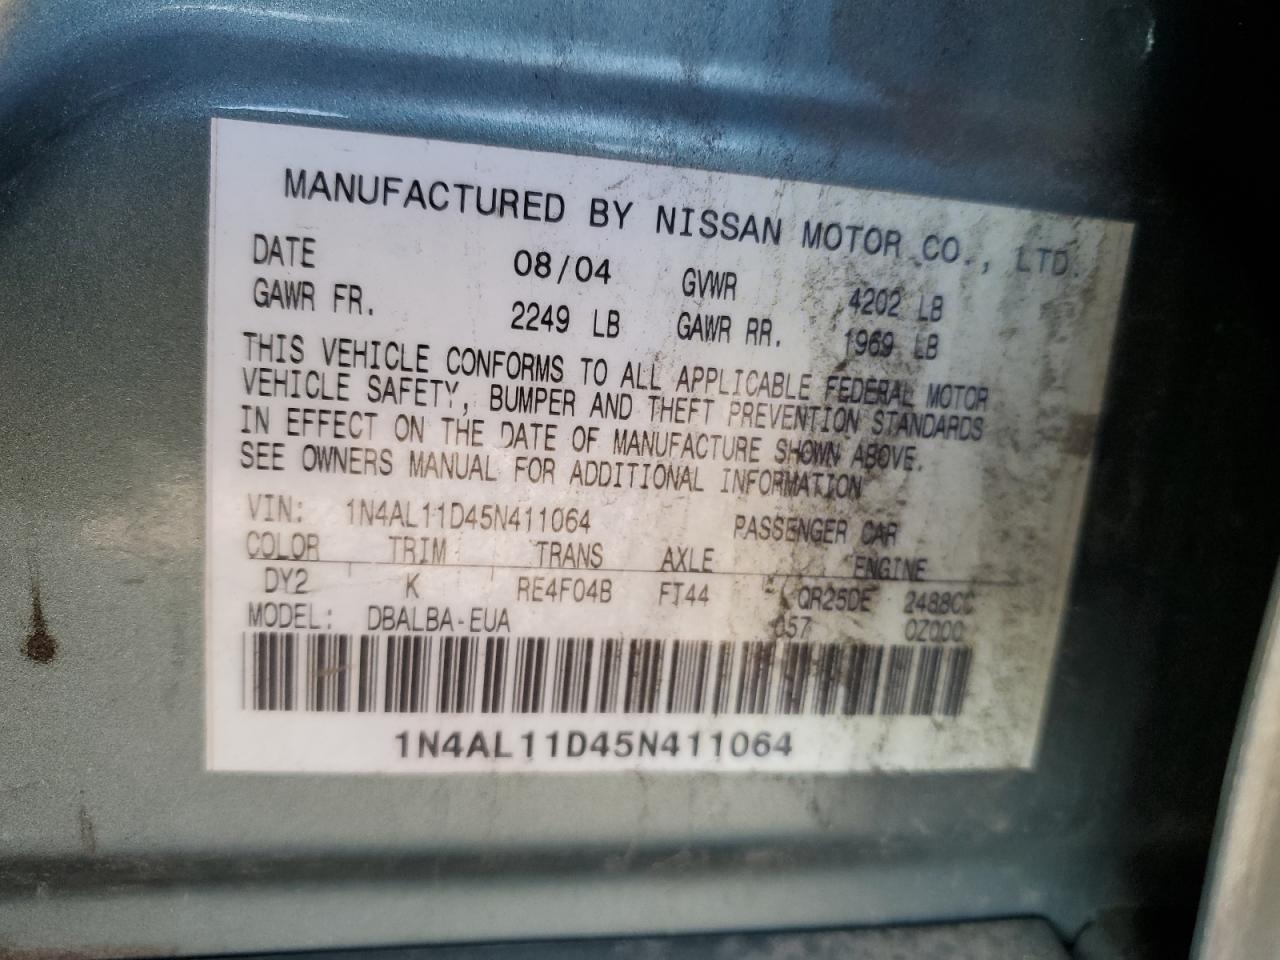 MANUFACTURED BY NISSAN MOTOR CO., LTD.
DATE 08/04 GVWR 4202 LB
GAWR FR. 2249 LB GAWR RR. 1969 LB
THIS VEHICLE CONFORMS TO ALL APPLICABLE FEDERAL MOTOR
VEHICLE SAFETY, BUMPER AND THEFT PREVENTION STANDARDS
IN EFFECT ON THE DATE OF MANUFACTURE SHOWN ABOVE.
SEE OWNERS MANUAL FOR ADDITIONAL INFORMATION
VIN: 1N4AL11D45N411064 PASSENGER CAR
COLOR TRIM TRANS AXLE ENGINE
DY2 K RE4F04B FT44 QR25DE 2488CC
MODEL: DBALBA-EUA 057 0Z000
1N4AL11D45N411064